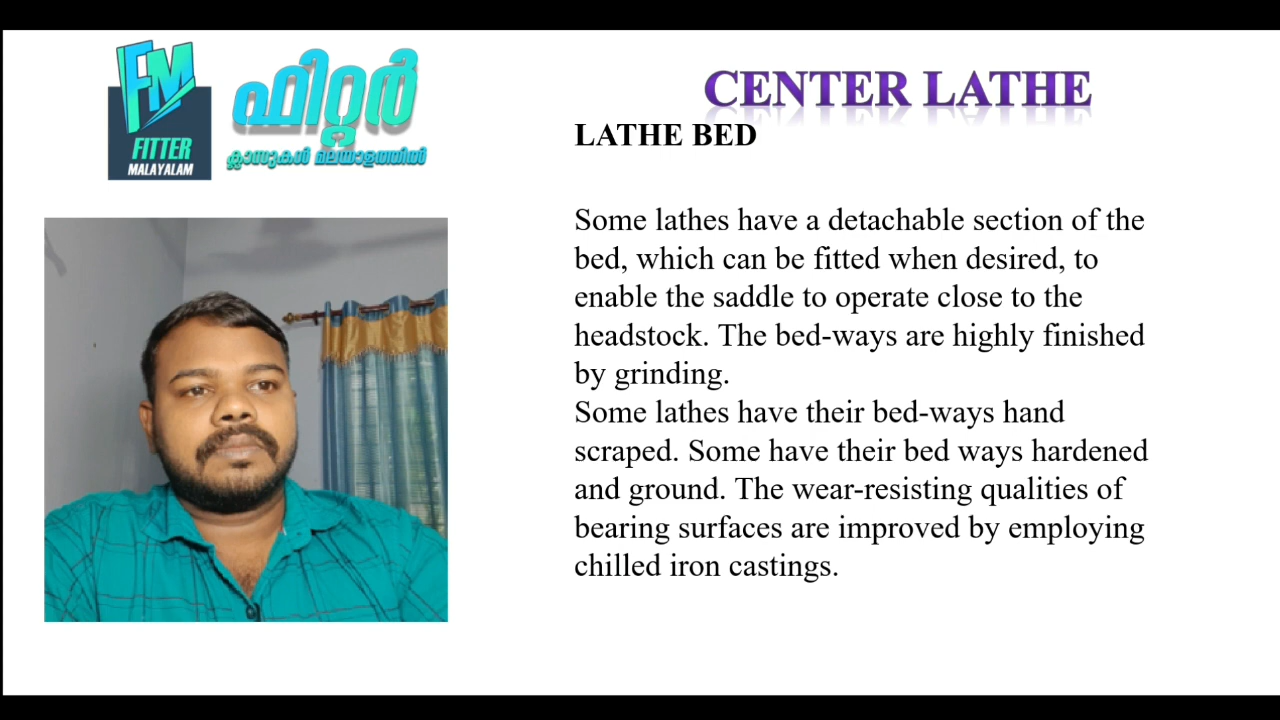 FM
FITTER
MALAYALAM
ഫിറ്റർ
ക്ലാസുകൾ മലയാളത്തിൽ
CENTER LATHE
LATHE BED
Some lathes have a detachable section of the
bed, which can be fitted when desired, to
enable the saddle to operate close to the
headstock. The bed-ways are highly finished
by grinding.
Some lathes have their bed-ways hand
scraped. Some have their bed ways hardened
and ground. The wear-resisting qualities of
bearing surfaces are improved by employing
chilled iron castings.